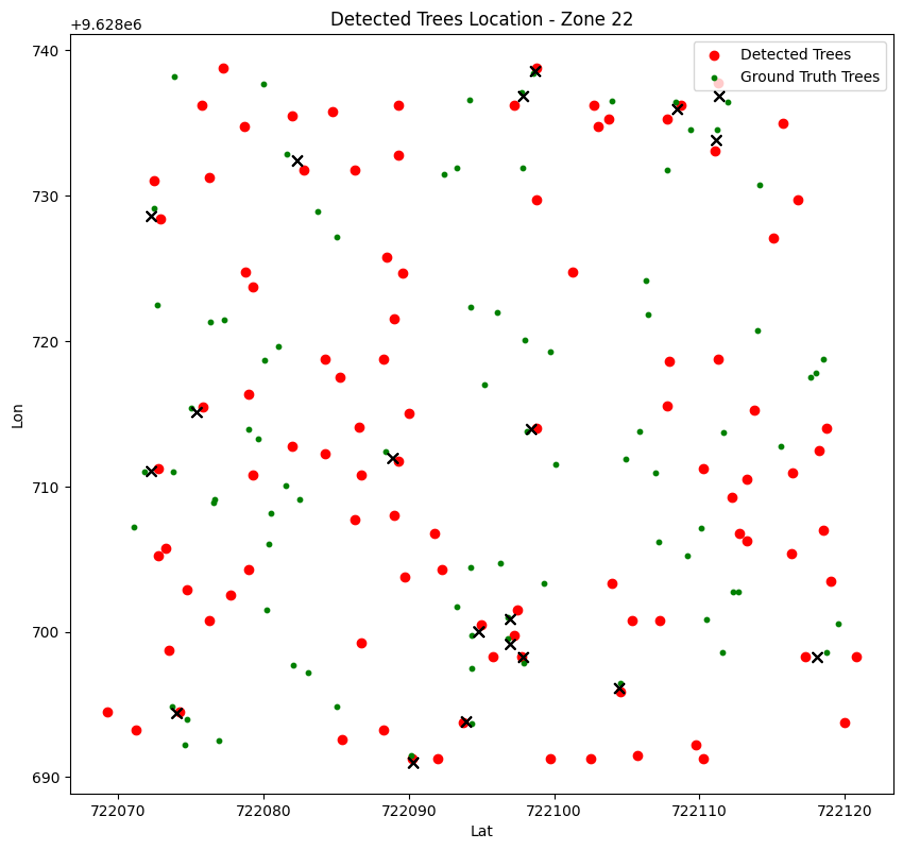 Detected Trees Location - Zone 22
+9.628e6
Detected Trees
Ground Truth Trees
740
730
720
710
700
690
Lon
722070 722080 722090 722100 722110 722120
Lat